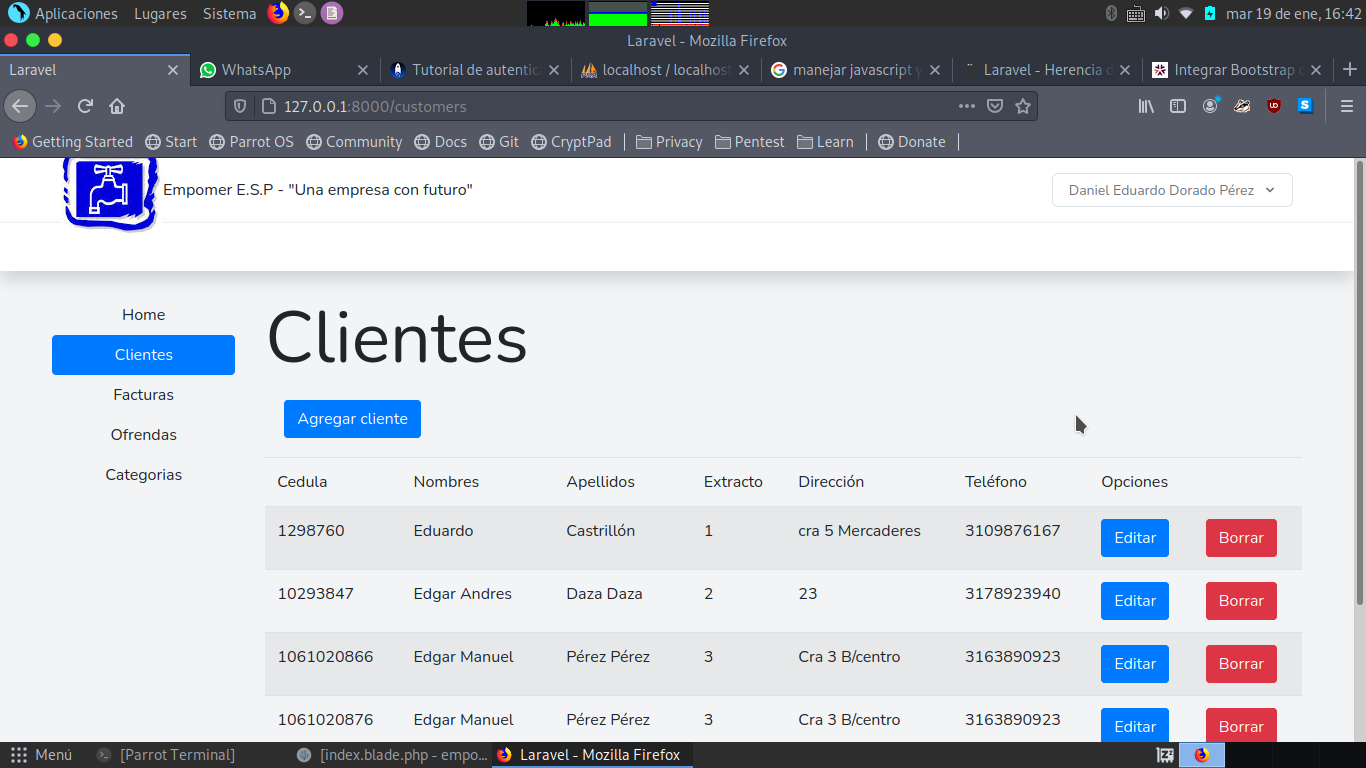 Aplicaciones Lugares Sistema mar 19 de ene, 16:42
Laravel - Mozilla Firefox
Laravel WhatsApp Tutorial de autentic localhost / localhos manejar javascript y Laravel - Herencia d Integrar Bootstrap c
127.0.0.1:8000/customers
Getting Started Start Parrot OS Community Docs Git CryptPad Privacy Pentest Learn Donate
Empomer E.S.P - "Una empresa con futuro" Daniel Eduardo Dorado Pérez
Home
Clientes
Facturas
Ofrendas
Categorias
Clientes
Agregar cliente
Cedula Nombres Apellidos Extracto Dirección Teléfono Opciones
1298760 Eduardo Castrillón 1 cra 5 Mercaderes 3109876167 Editar Borrar
10293847 Edgar Andres Daza Daza 2 23 3178923940 Editar Borrar
1061020866 Edgar Manuel Pérez Pérez 3 Cra 3 B/centro 3163890923 Editar Borrar
1061020876 Edgar Manuel Pérez Pérez 3 Cra 3 B/centro 3163890923 Editar Borrar
Menú [Parrot Terminal] [index.blade.php - empo... Laravel - Mozilla Firefox